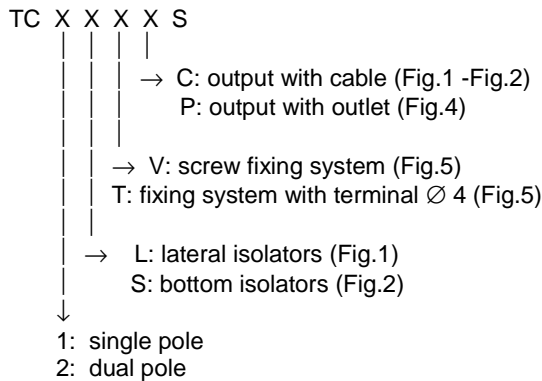 TC X X X X S
→ C: output with cable (Fig.1 -Fig.2)
P: output with outlet (Fig.4)
→ V: screw fixing system (Fig.5)
T: fixing system with terminal ∅ 4 (Fig.5)
→ L: lateral isolators (Fig.1)
S: bottom isolators (Fig.2)
↓
1: single pole
2: dual pole